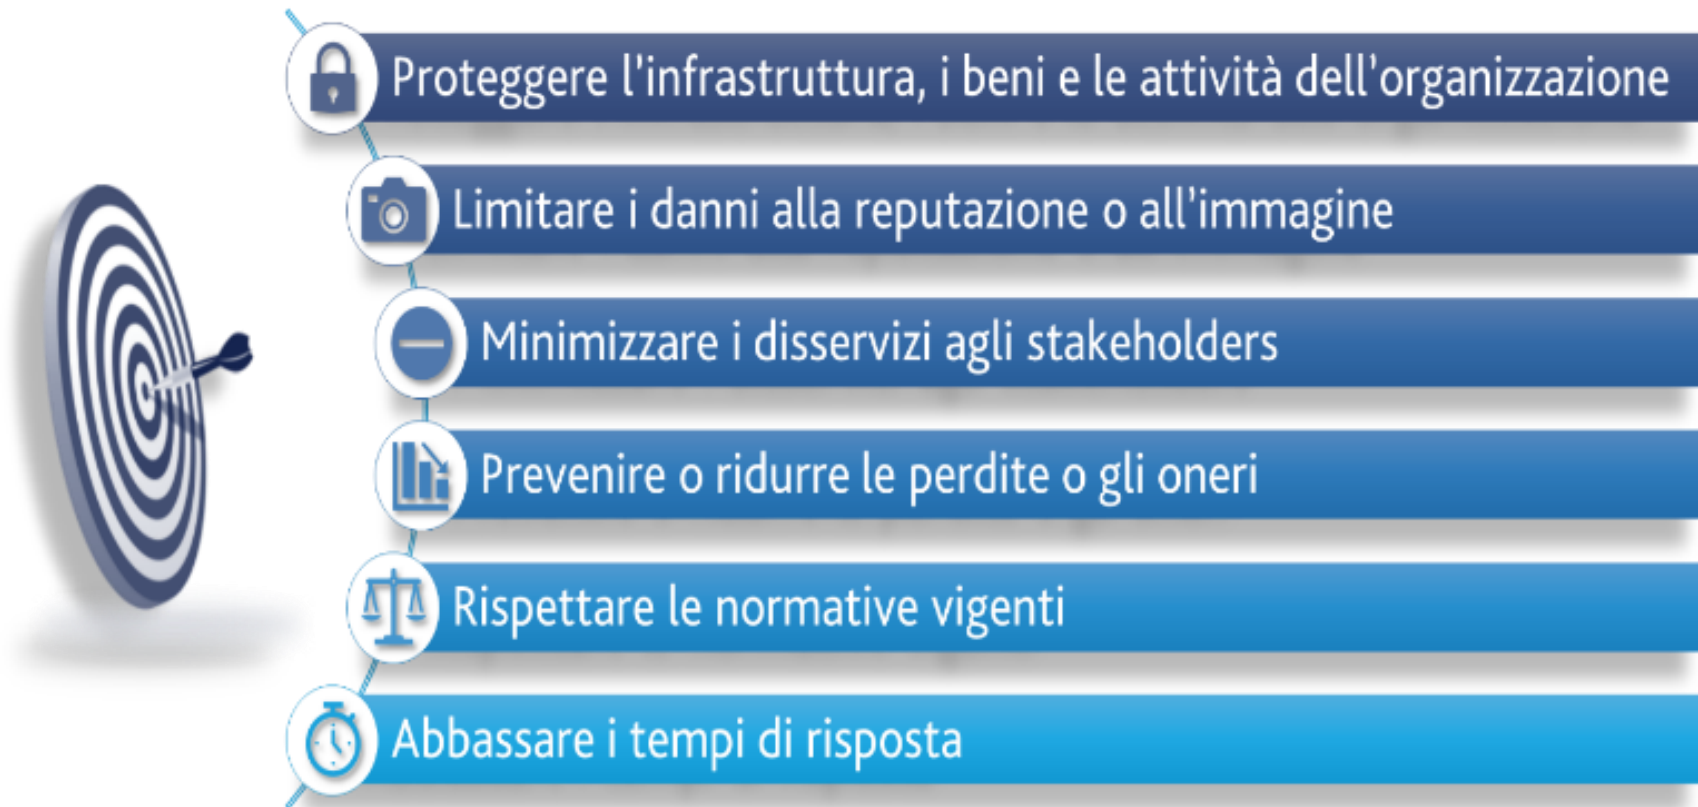 Proteggere l'infrastruttura, i beni e le attività dell'organizzazione
Limitare i danni alla reputazione o all'immagine
Minimizzare i disservizi agli stakeholders
Prevenire o ridurre le perdite o gli oneri
Rispettare le normative vigenti
Abbassare i tempi di risposta